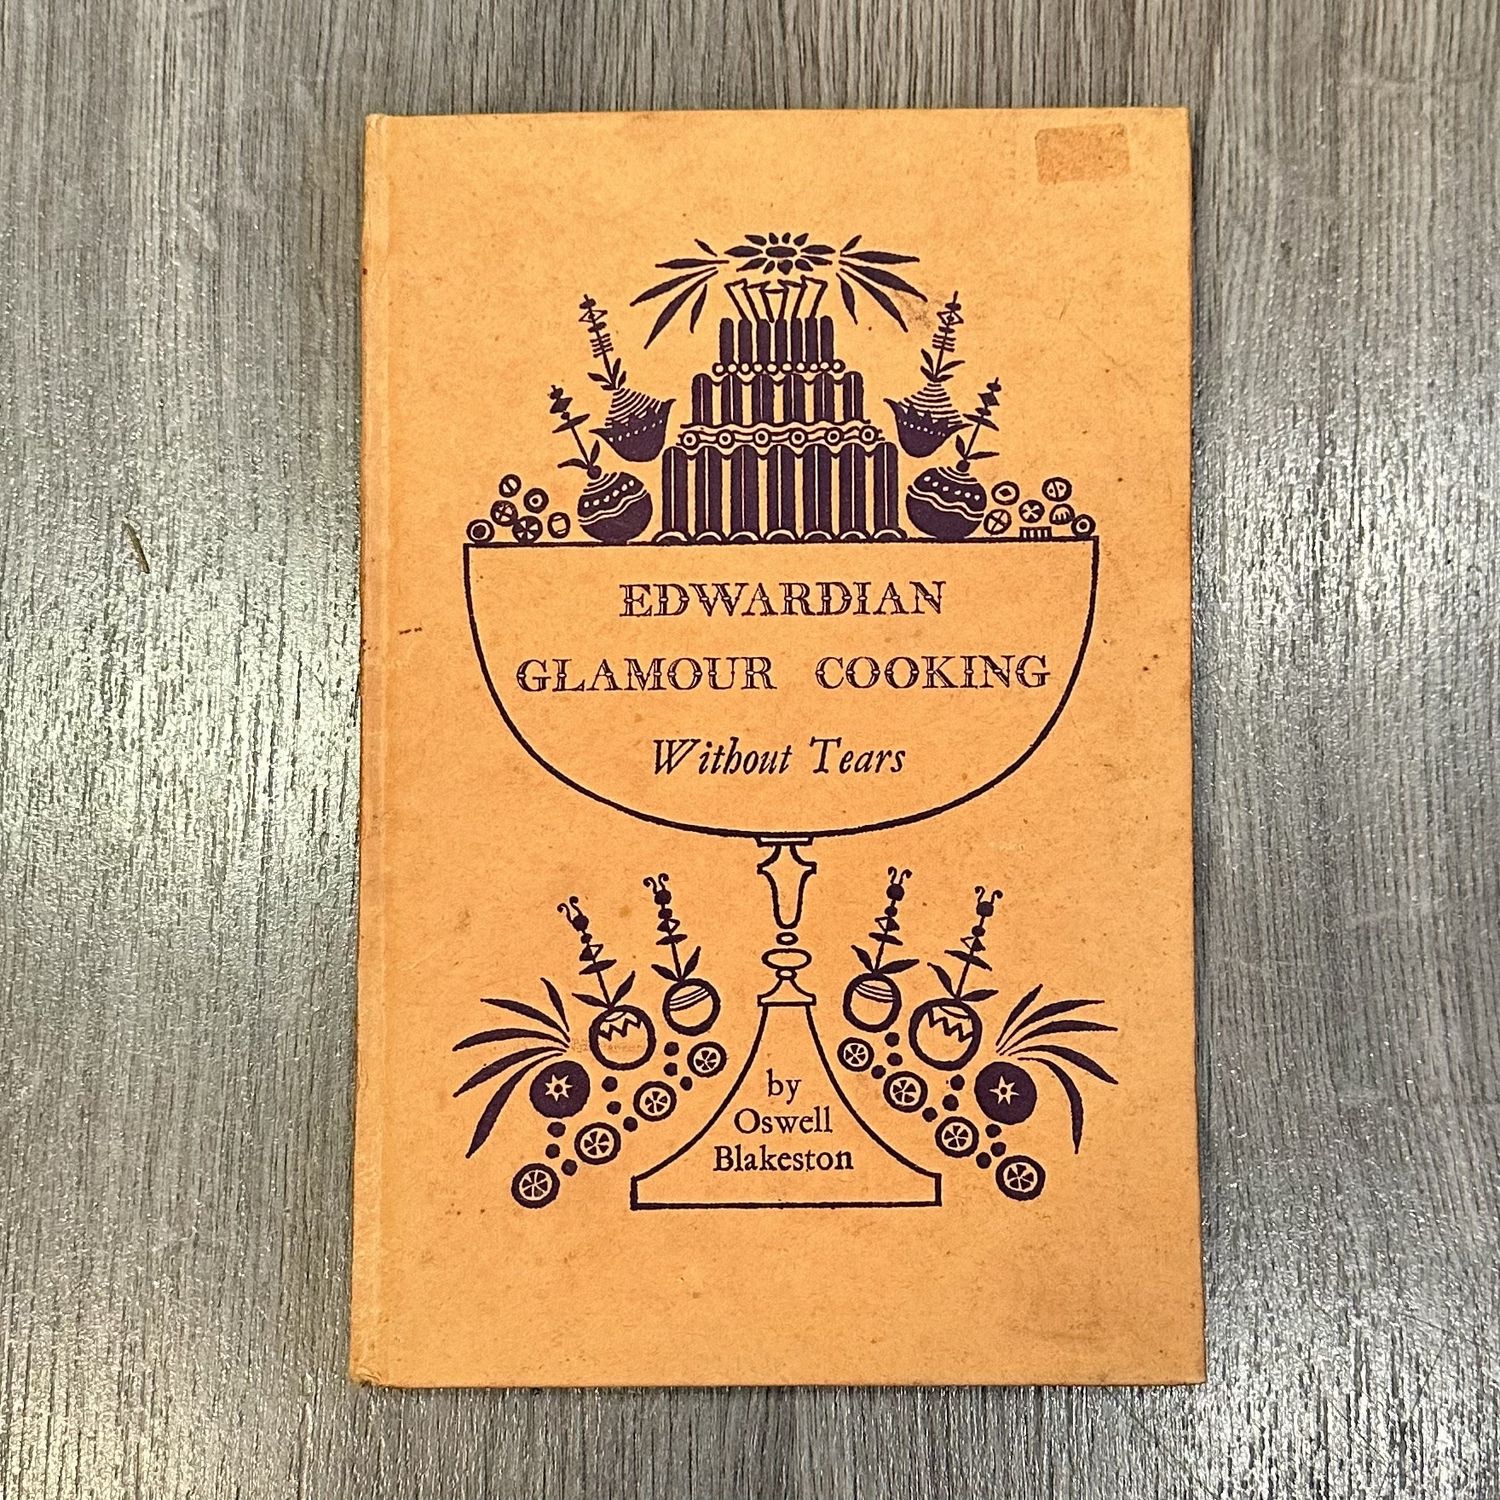 EDWARDIAN
GLAMOUR COOKING
Without Tears
by
Oswell
Blakeston